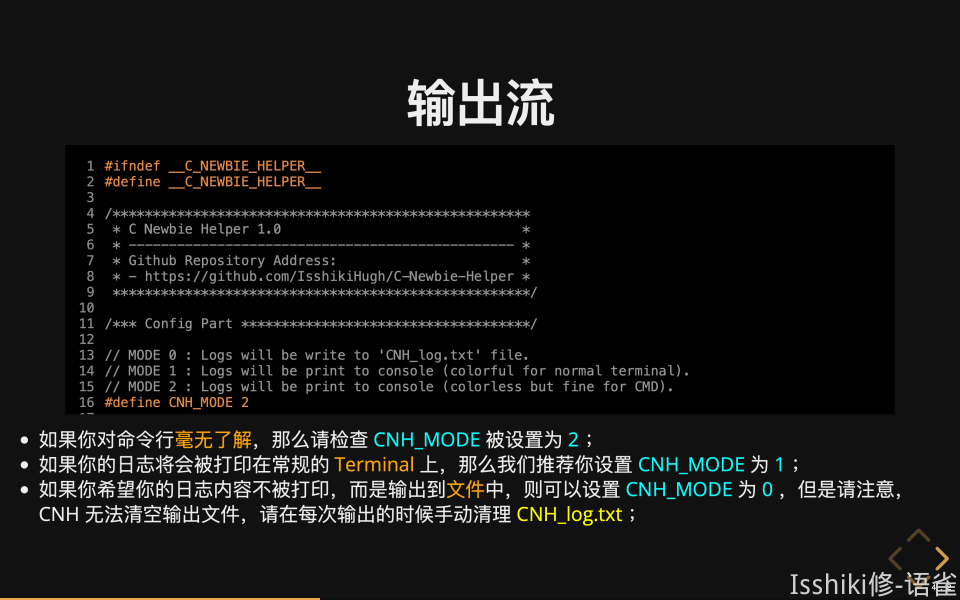 输出流
1 #ifndef __C_NEWBIE_HELPER__
2 #define __C_NEWBIE_HELPER__
3
4 /****************************************************
5 * C Newbie Helper 1.0 *
6 * ------------------------------------------------ *
7 * Github Repository Address: *
8 * - https://github.com/IsshikiHugh/C-Newbie-Helper *
9 ****************************************************/
10
11 /*** Config Part ************************************/
12
13 // MODE 0 : Logs will be write to 'CNH_log.txt' file.
14 // MODE 1 : Logs will be print to console (colorful for normal terminal).
15 // MODE 2 : Logs will be print to console (colorless but fine for CMD).
16 #define CNH_MODE 2
• 如果你对命令行毫无了解，那么请检查 CNH_MODE 被设置为 2；
• 如果你的日志将会被打印在常规的 Terminal 上，那么我们推荐你设置 CNH_MODE 为 1；
• 如果你希望你的日志内容不被打印，而是输出到文件中，则可以设置 CNH_MODE 为 0 ，但是请注意，
CNH 无法清空输出文件，请在每次输出的时候手动清理 CNH_log.txt；
Isshiki修-语雀